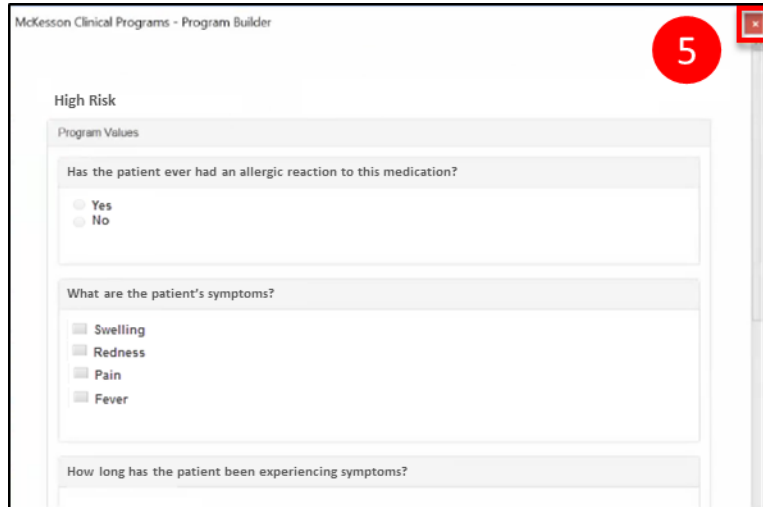 McKesson Clinical Programs - Program Builder
×
5
High Risk
Program Values
Has the patient ever had an allergic reaction to this medication?
Yes
No
What are the patient's symptoms?
Swelling
Redness
Pain
Fever
How long has the patient been experiencing symptoms?